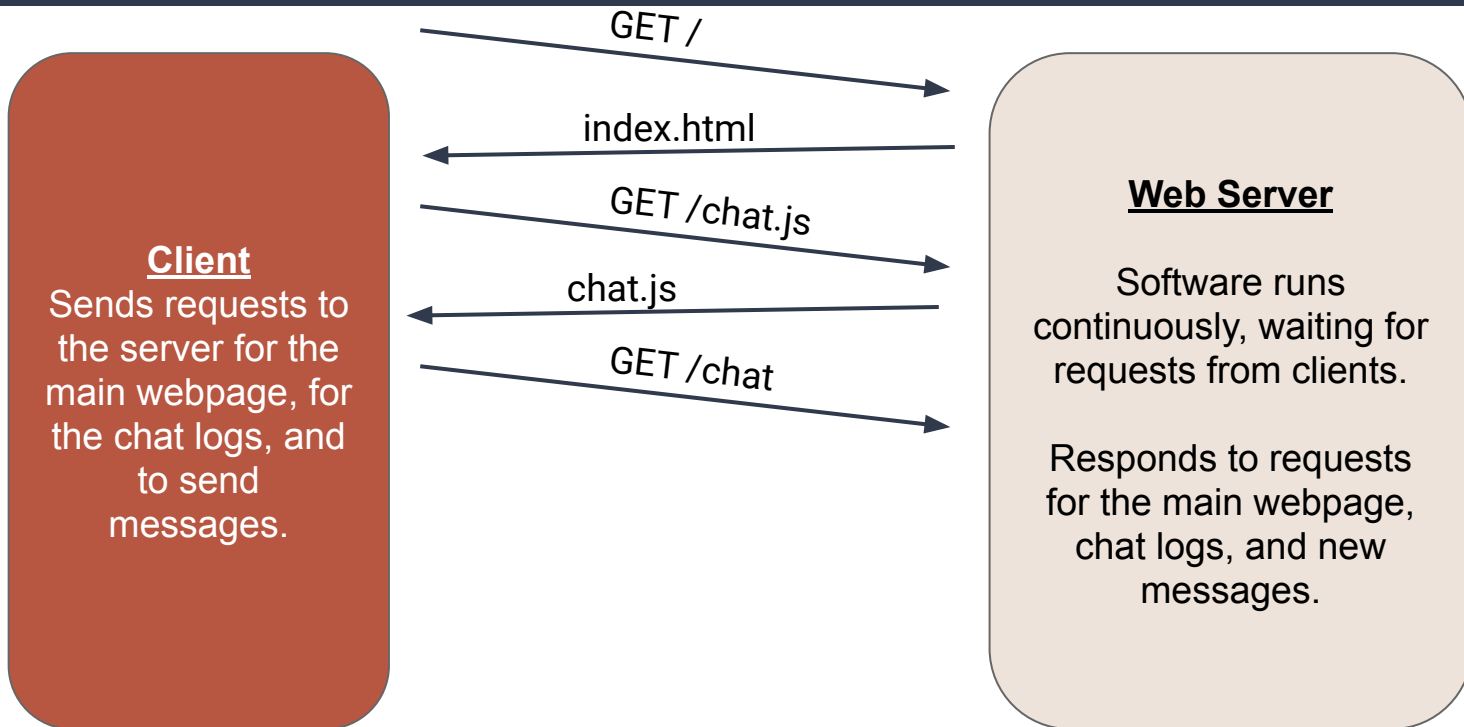 GET /
index.html
GET /chat.js
chat.js
GET /chat
Client
Sends requests to
the server for the
main webpage, for
the chat logs, and
to send
messages.
Web Server
Software runs
continuously, waiting for
requests from clients.
Responds to requests
for the main webpage,
chat logs, and new
messages.